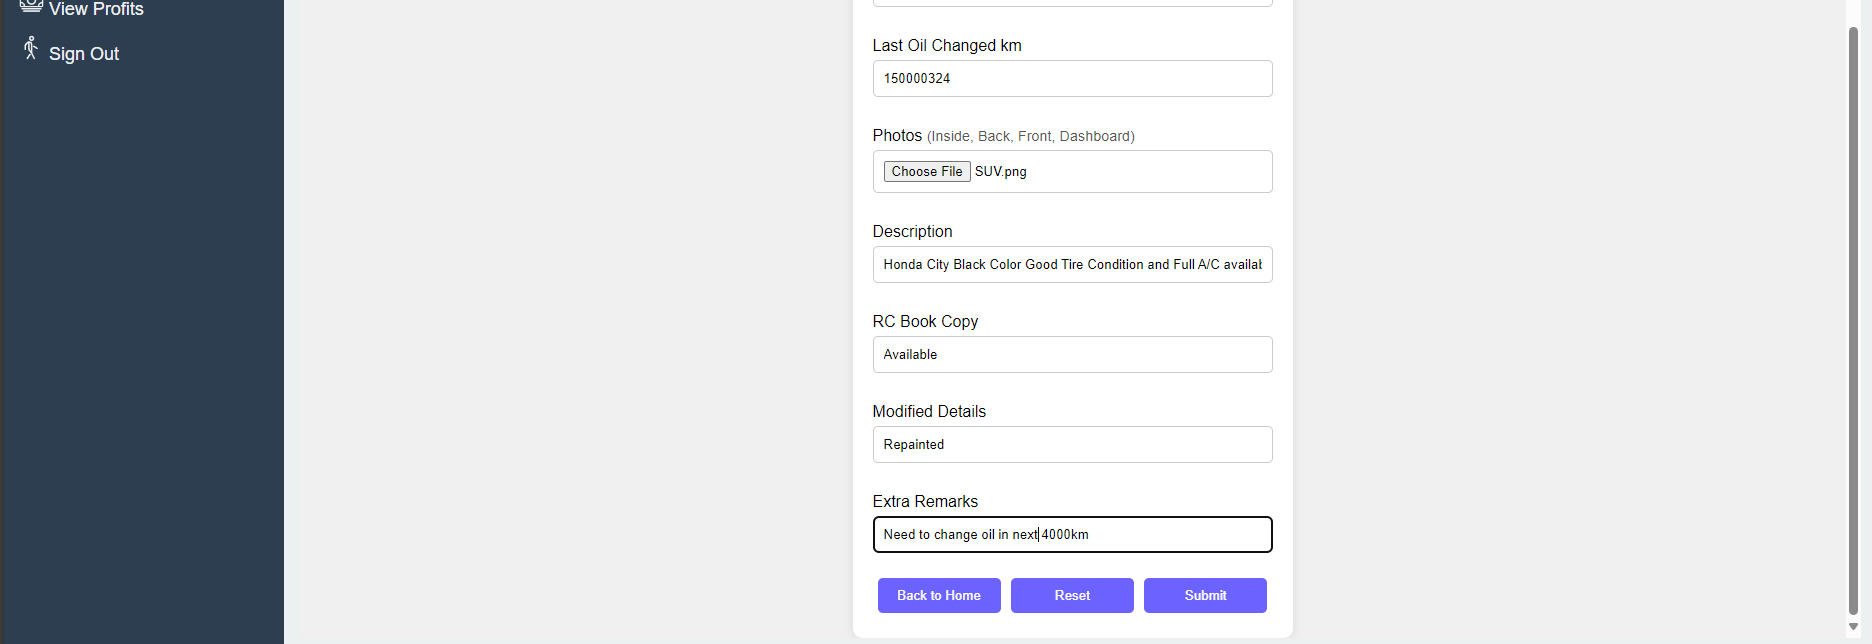 View Profits
Sign Out
Last Oil Changed km
150000324
Photos (Inside, Back, Front, Dashboard)
Choose File SUV.png
Description
Honda City Black Color Good Tire Condition and Full A/C availab
RC Book Copy
Available
Modified Details
Repainted
Extra Remarks
Need to change oil in next 4000km
Back to Home Reset Submit